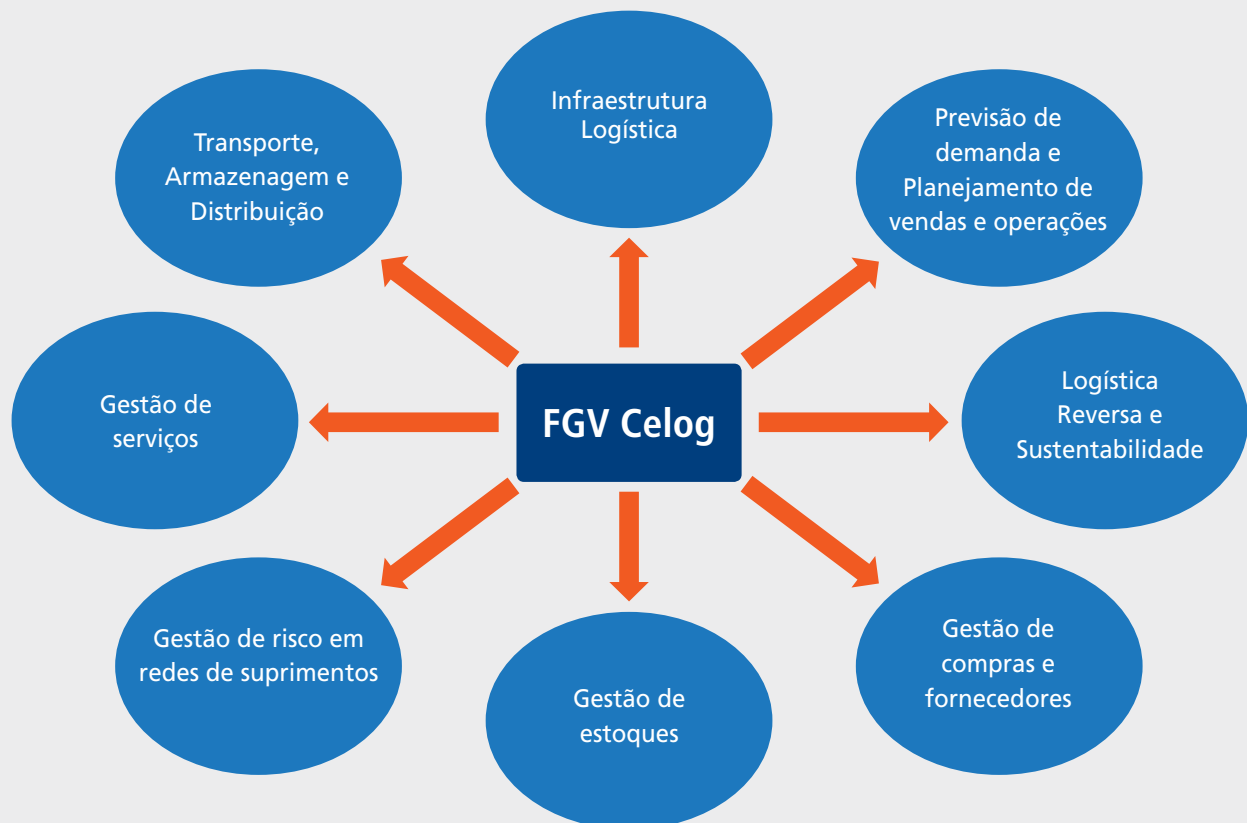 Infraestrutura
Logística
Transporte,
Armazenagem e
Distribuição
Previsão de
demanda e
Planejamento de
vendas e operações
Gestão de
serviços
FGV Celog
Logística
Reversa e
Sustentabilidade
Gestão de risco em
redes de suprimentos
Gestão de
estoques
Gestão de
compras e
fornecedores